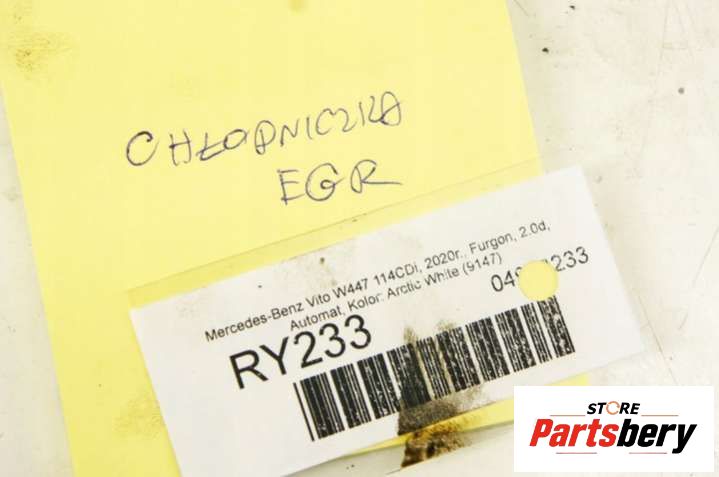 CHŁODNICZKA
EGR
Mercedes-Benz Vito W447 114CDi, 2020r., Furgon, 2.0d,
Automat, Kolor: Arctic White (9147)
RY233
STORE
Partsbery